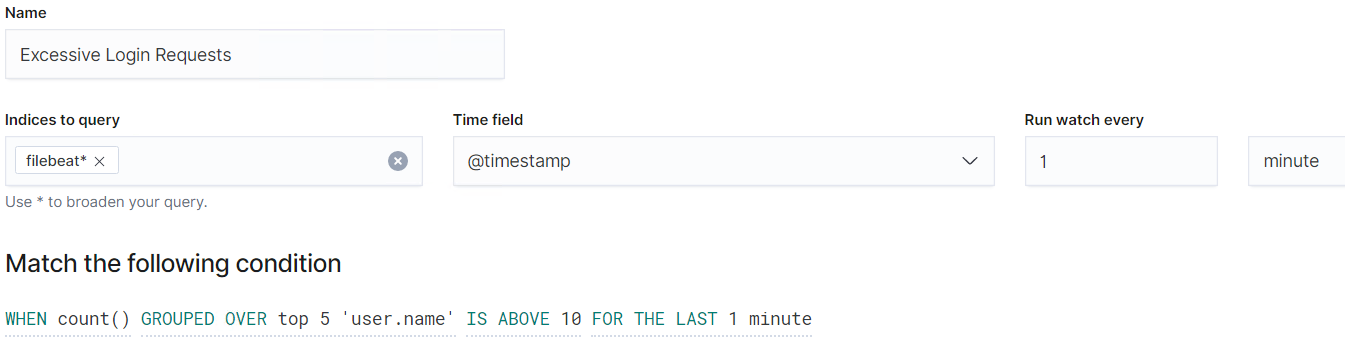 Name
Excessive Login Requests
Indices to query Time field Run watch every
filebeat* × @timestamp 1 minute
Use * to broaden your query.
Match the following condition
WHEN count() GROUPED OVER top 5 'user.name' IS ABOVE 10 FOR THE LAST 1 minute